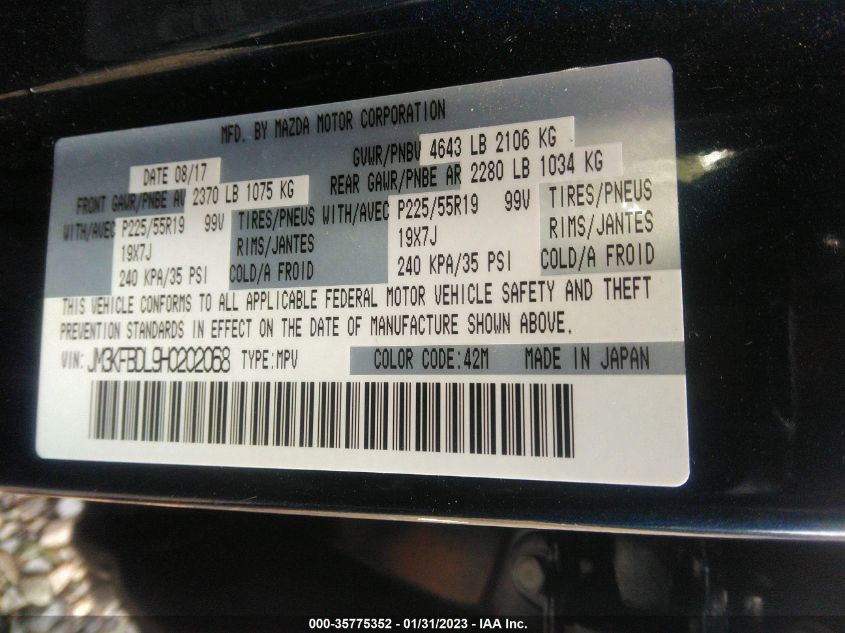 MFD. BY MAZDA MOTOR CORPORATION
DATE 08/17 GVWR/PNBV 4643 LB 2106 KG
FRONT GAWR/PNBE AV 2370 LB 1075 KG REAR GAWR/PNBE AR 2280 LB 1034 KG
WITH/AVEC P225/55R19 99V TIRES/PNEUS WITH/AVEC P225/55R19 99V TIRES/PNEUS
19X7J RIMS/JANTES 19X7J RIMS/JANTES
240 KPA/35 PSI COLD/A FROID 240 KPA/35 PSI COLD/A FROID
THIS VEHICLE CONFORMS TO ALL APPLICABLE FEDERAL MOTOR VEHICLE SAFETY AND THEFT
PREVENTION STANDARDS IN EFFECT ON THE DATE OF MANUFACTURE SHOWN ABOVE.
VIN: JM3KFBDL9H0202068 TYPE:MPV COLOR CODE:42M MADE IN JAPAN
000-35775352 - 01/31/2023 - IAA Inc.